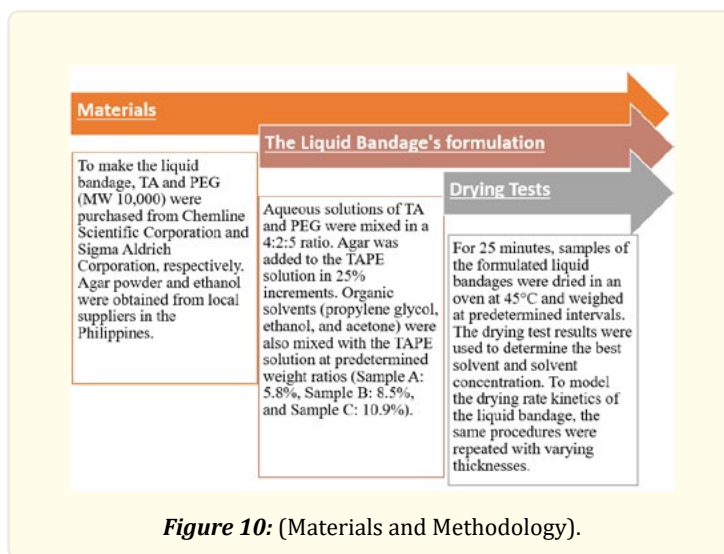 Materials
To make the liquid
bandage, TA and PEG
(MW 10,000) were
purchased from Chemline
Scientific Corporation and
Sigma Aldrich
Corporation, respectively.
Agar powder and ethanol
were obtained from local
suppliers in the
Philippines.
The Liquid Bandage's formulation
Aqueous solutions of TA
and PEG were mixed in a
4:2:5 ratio. Agar was
added to the TAPE
solution in 25%
increments. Organic
solvents (propylene glycol,
ethanol, and acetone) were
also mixed with the TAPE
solution at predetermined
weight ratios (Sample A:
5.8%, Sample B: 8.5%,
and Sample C: 10.9%).
Drying Tests
For 25 minutes, samples of
the formulated liquid
bandages were dried in an
oven at 45°C and weighed
at predetermined intervals.
The drying test results were
used to determine the best
solvent and solvent
concentration. To model
the drying rate kinetics of
the liquid bandage, the
same procedures were
repeated with varying
thicknesses.
Figure 10: (Materials and Methodology).